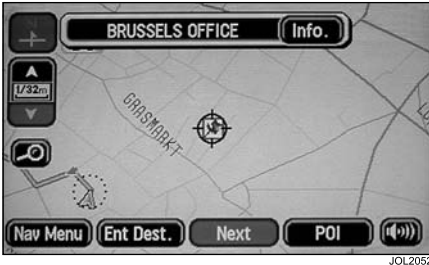 BRUSSELS OFFICE Info.
1/32m
GRASMARKT
Nav Menu Ent Dest. Next POI
JOL2052